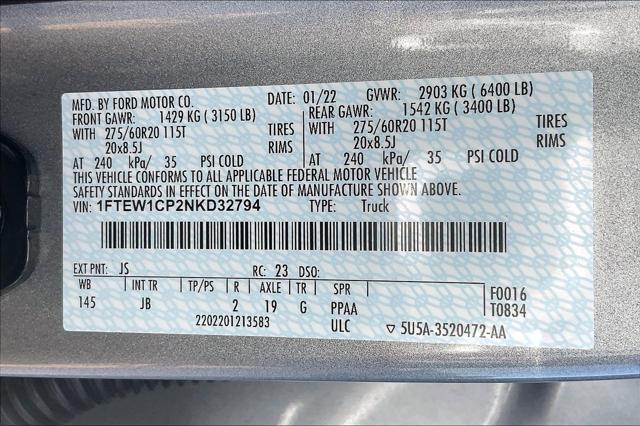 MFD. BY FORD MOTOR CO. DATE: 01/22 GVWR: 2903 KG ( 6400 LB)
FRONT GAWR: 1429 KG ( 3150 LB) REAR GAWR: 1542 KG ( 3400 LB)
WITH 275/60R20 115T TIRES WITH 275/60R20 115T TIRES
20x8.5J RIMS 20x8.5J RIMS
AT 240 kPa/ 35 PSI COLD AT 240 kPa/ 35 PSI COLD
THIS VEHICLE CONFORMS TO ALL APPLICABLE FEDERAL MOTOR VEHICLE
SAFETY STANDARDS IN EFFECT ON THE DATE OF MANUFACTURE SHOWN ABOVE.
VIN: 1FTEW1CP2NKD32794 TYPE: Truck
EXT PNT: JS RC: 23 DSO:
WB INT TR TP/PS R AXLE TR SPR F0016
145 JB 2 19 G PPAA T0834
2202201213583 ULC ▽ 5U5A-3520472-AA